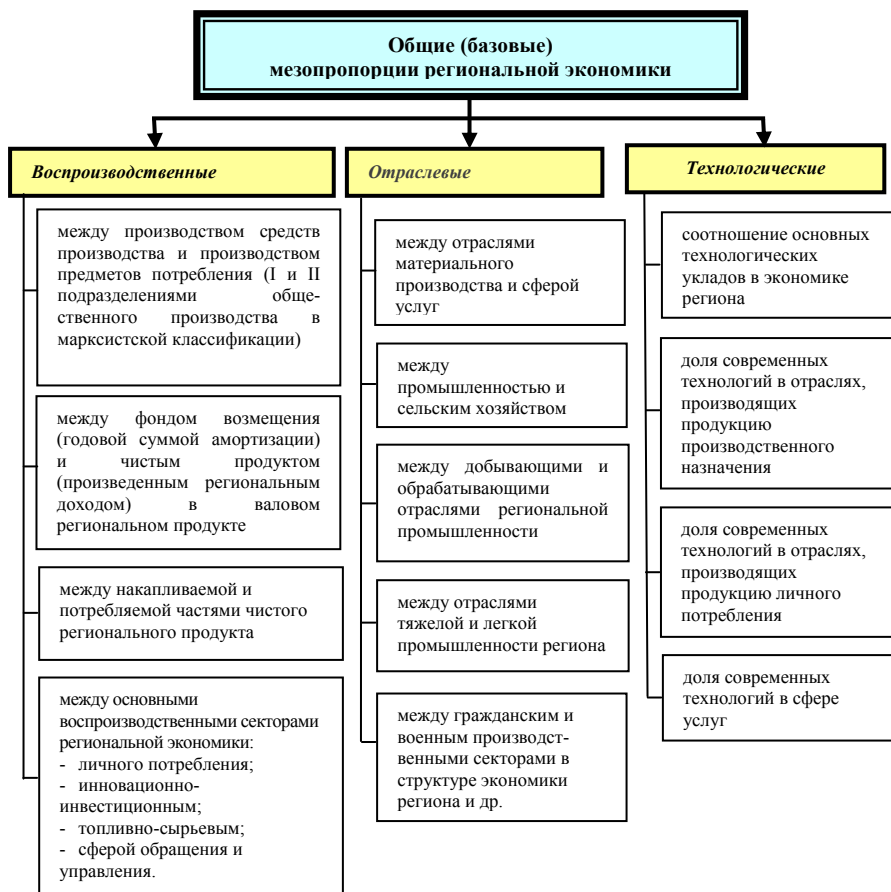 Общие (базовые)
мезопропорции региональной экономики
Воспроизводственные
между производством средств
производства и производством
предметов потребления (I и II
подразделениями обще-
ственного производства в
марксистской классификации)
между фондом возмещения
(годовой суммой амортизации)
и чистым продуктом
(произведенным региональным
доходом) в валовом
региональном продукте
между накапливаемой и
потребляемой частями чистого
регионального продукта
между основными
воспроизводственными секторами
региональной экономики:
- личного потребления;
- инновационно-
инвестиционным;
- топливно-сырьевым;
- сферой обращения и
управления.
Отраслевые
между отраслями
материального
производства и сферой
услуг
между
промышленностью и
сельским хозяйством
между добывающими и
обрабатывающими
отраслями региональной
промышленности
между отраслями
тяжелой и легкой
промышленности региона
между гражданским и
военным производст-
венными секторами в
структуре экономики
региона и др.
Технологические
соотношение основных
технологических
укладов в экономике
региона
доля современных
технологий в отраслях,
производящих
продукцию
производственного
назначения
доля современных
технологий в отраслях,
производящих
продукцию личного
потребления
доля современных
технологий в сфере
услуг